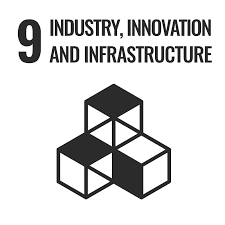 9 INDUSTRY, INNOVATION
AND INFRASTRUCTURE